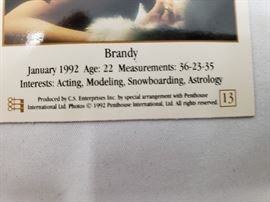 Brandy
January 1992 Age: 22 Measurements: 36-23-35
Interests: Acting, Modeling, Snowboarding, Astrology
Produced by C.S. Enterprises Inc. by special arrangement with Penthouse
International Ltd. Photos © 1992 Penthouse International, Ltd. All rights reserved.
13